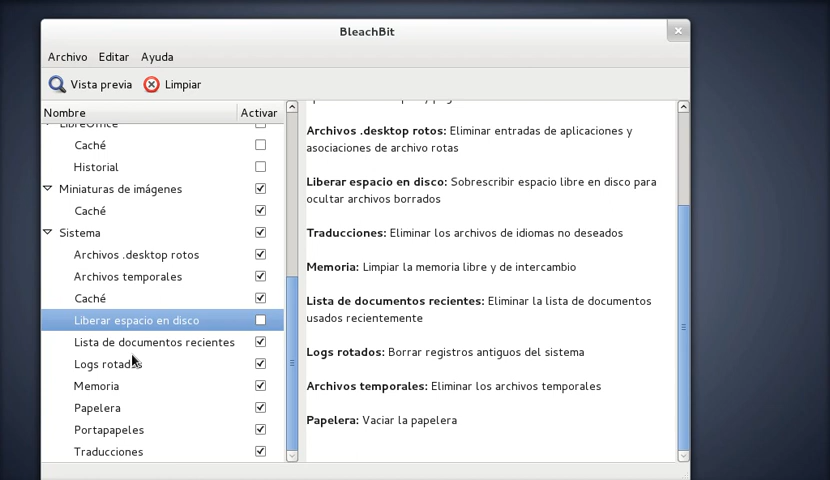 BleachBit
Archivo Editar Ayuda
Vista previa Limpiar
Nombre Activar
LibreOffice
Caché
Historial
Miniaturas de imágenes
Caché
Sistema
Archivos .desktop rotos
Archivos temporales
Caché
Liberar espacio en disco
Lista de documentos recientes
Logs rotados
Memoria
Papelera
Portapapeles
Traducciones
Archivos .desktop rotos: Eliminar entradas de aplicaciones y
asociaciones de archivo rotas
Liberar espacio en disco: Sobrescribir espacio libre en disco para
ocultar archivos borrados
Traducciones: Eliminar los archivos de idiomas no deseados
Memoria: Limpiar la memoria libre y de intercambio
Lista de documentos recientes: Eliminar la lista de documentos
usados recientemente
Logs rotados: Borrar registros antiguos del sistema
Archivos temporales: Eliminar los archivos temporales
Papelera: Vaciar la papelera